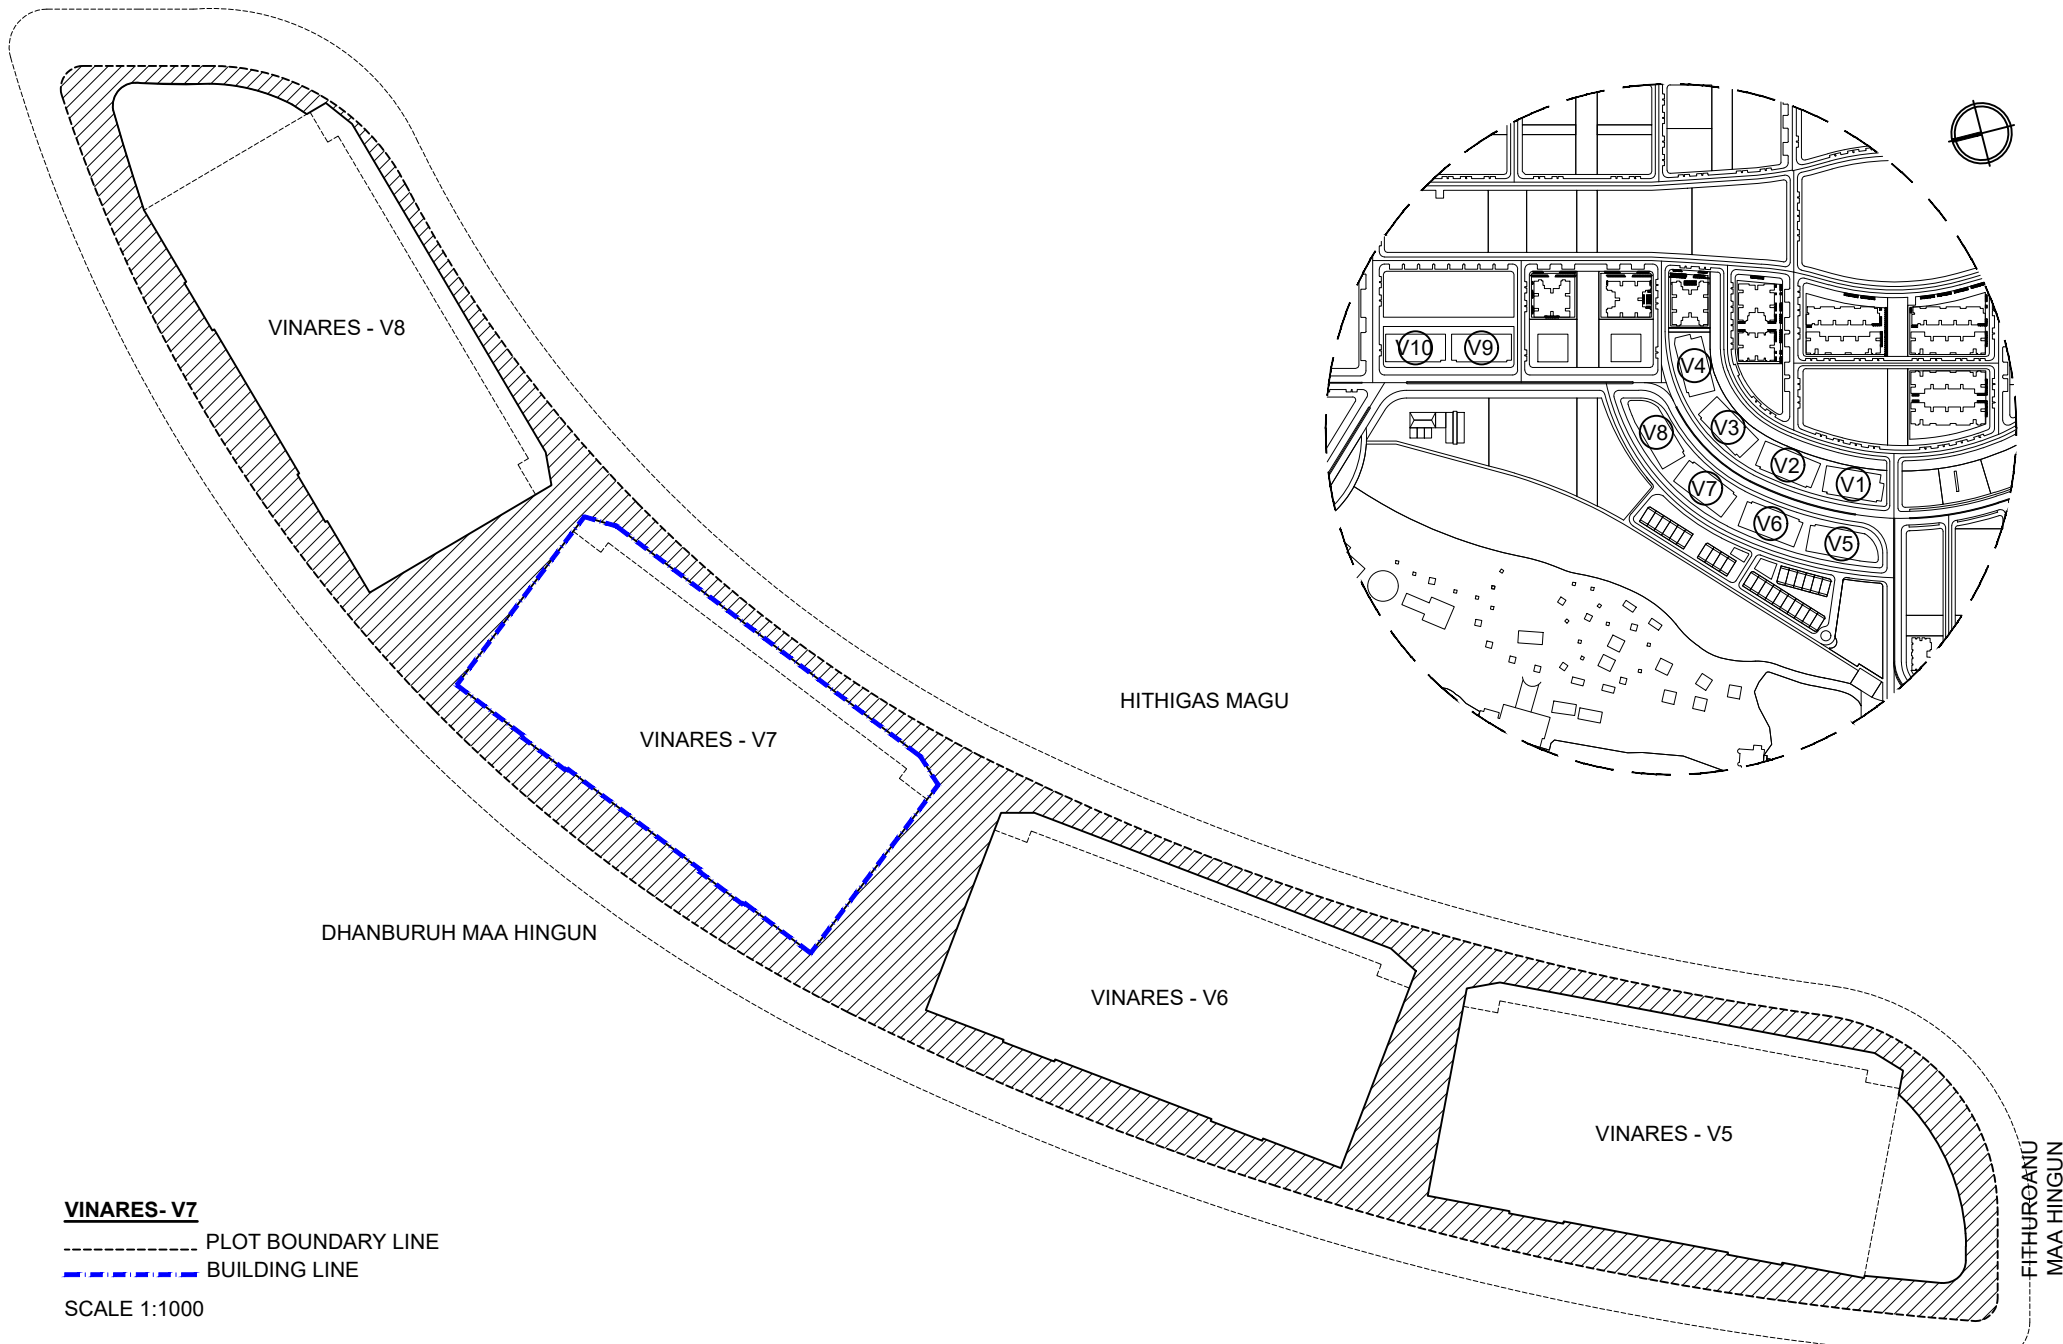 VINARES - V8
V10
V9
V4
V3
V8
V2
V1
V7
V6
V5
HITHIGAS MAGU
VINARES - V7
DHANBURUH MAA HINGUN
VINARES - V6
VINARES - V5
FITHUROANU
MAA HINGUN
VINARES- V7
PLOT BOUNDARY LINE
BUILDING LINE
SCALE 1:1000